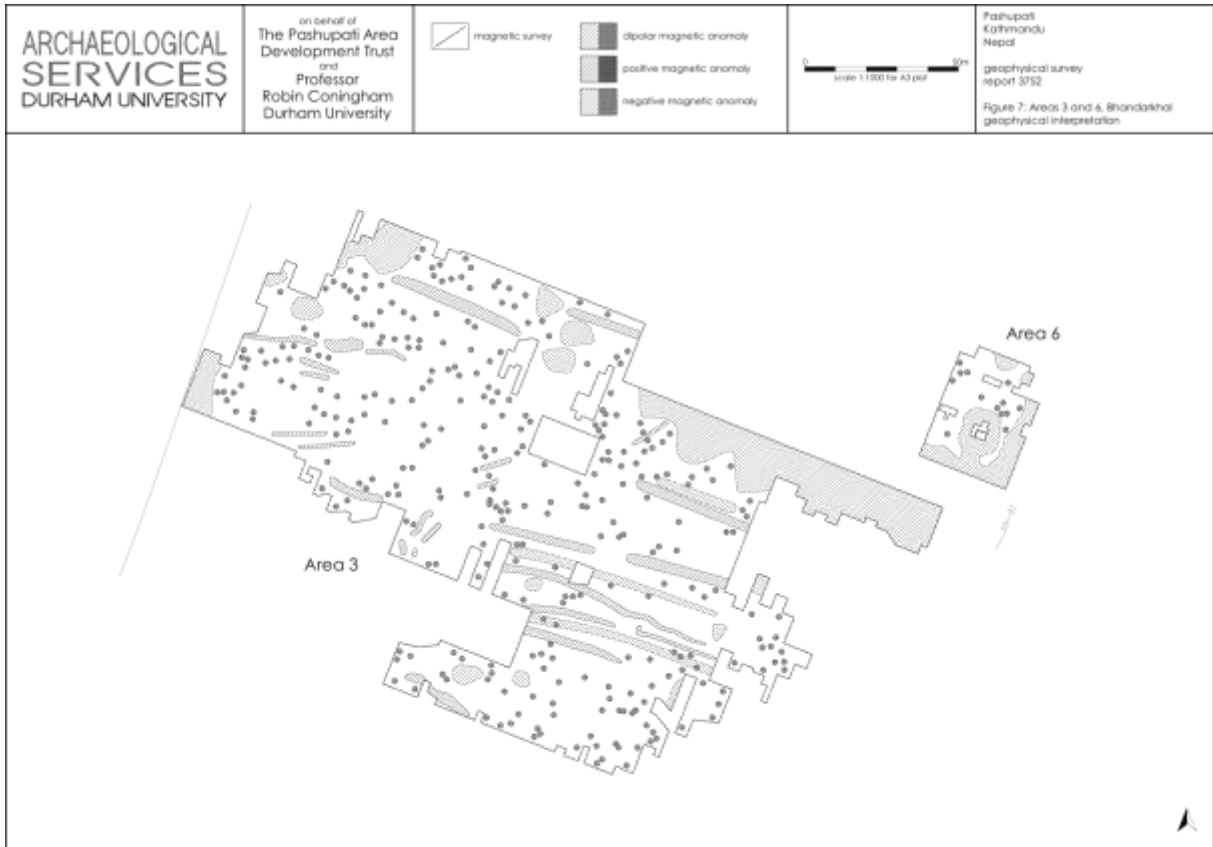 ARCHAEOLOGICAL
SERVICES
DURHAM UNIVERSITY
on behalf of
The Pashupati Area
Development Trust
and
Professor
Robin Coningham
Durham University
magnetic survey
dipolar magnetic anomaly
positive magnetic anomaly
negative magnetic anomaly
0
50m
scale 1:1000 for A3 plot
Pashupati
Kathmandu
Nepal
geophysical survey
report 3752
Figure 7: Areas 3 and 6, Bhandarkhal
geophysical interpretation
Area 6
Area 3